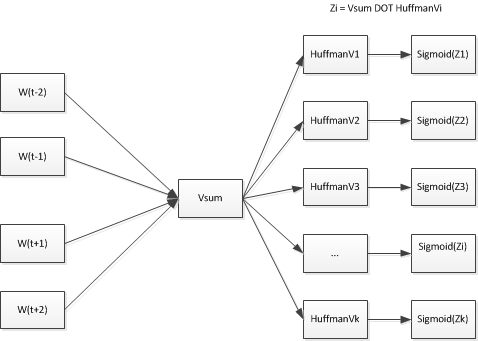 Zi = Vsum DOT HuffmanVi
HuffmanV1
Sigmoid(Z1)
W(t-2)
HuffmanV2
Sigmoid(Z2)
W(t-1)
HuffmanV3
Sigmoid(Z3)
Vsum
W(t+1)
...
Sigmoid(Zi)
W(t+2)
HuffmanVk
Sigmoid(Zk)